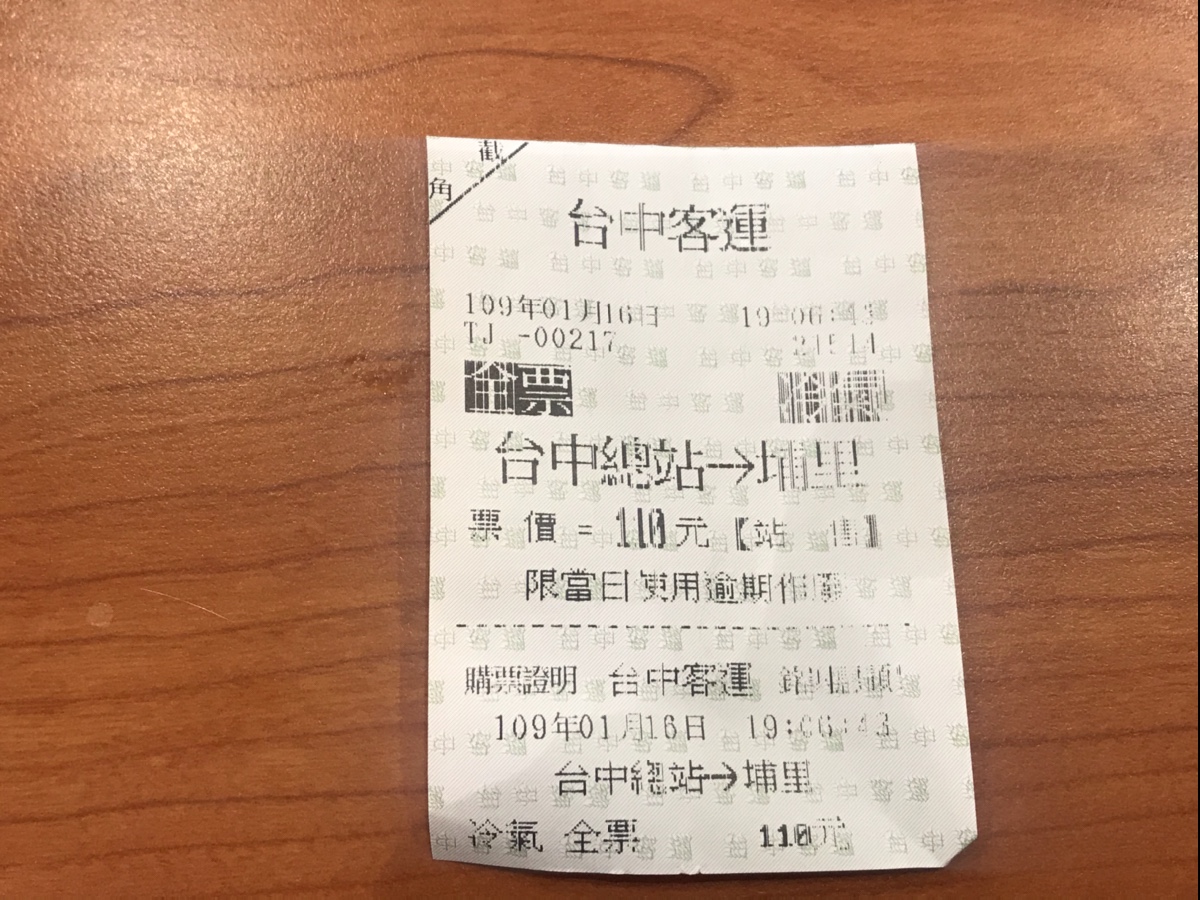 截
角
台中客運
109年01月16日 19:06:43
TJ -00217 21514
全票
台中總站→埔里
票 價 = 110元 【站 售】
限當日使用逾期作廢
購票證明 台中客運
109年01月16日 19:06:43
台中總站→埔里
冷氣 全票 110元